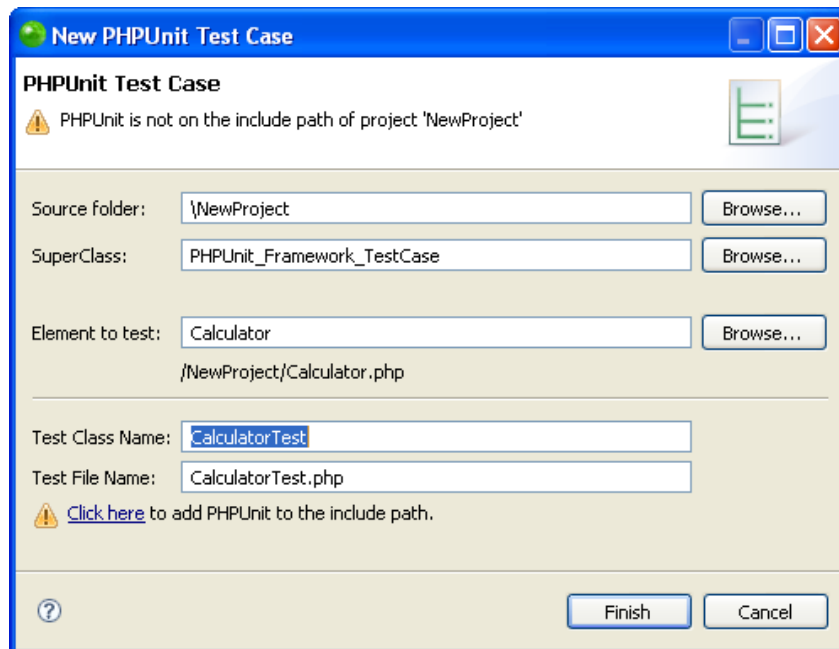 New PHPUnit Test Case
PHPUnit Test Case
PHPUnit is not on the include path of project 'NewProject'
Source folder: \NewProject Browse...
SuperClass: PHPUnit_Framework_TestCase Browse...
Element to test: Calculator Browse...
/NewProject/Calculator.php
Test Class Name: CalculatorTest
Test File Name: CalculatorTest.php
Click here to add PHPUnit to the include path.
Finish Cancel